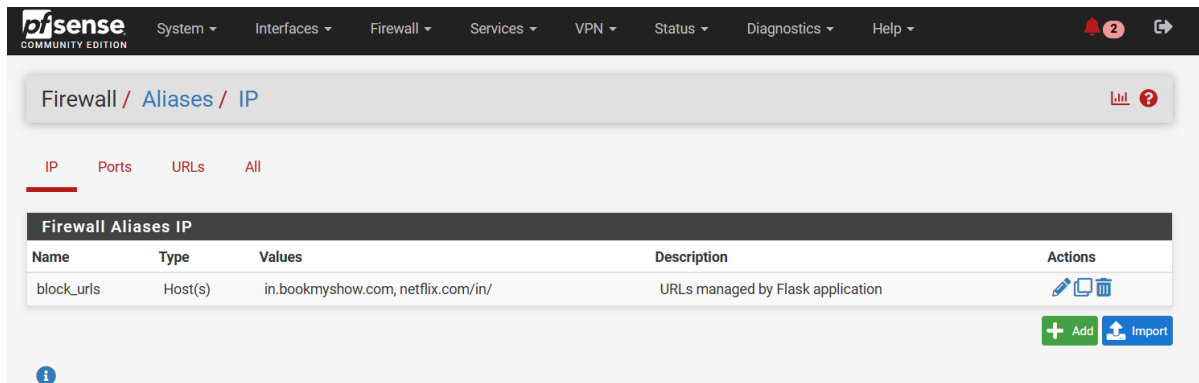 pfsense System Interfaces Firewall Services VPN Status Diagnostics Help 2
COMMUNITY EDITION
Firewall / Aliases / IP
IP Ports URLs All
Firewall Aliases IP
Name Type Values Description Actions
block_urls Host(s) in.bookmyshow.com, netflix.com/in/ URLs managed by Flask application
Add Import